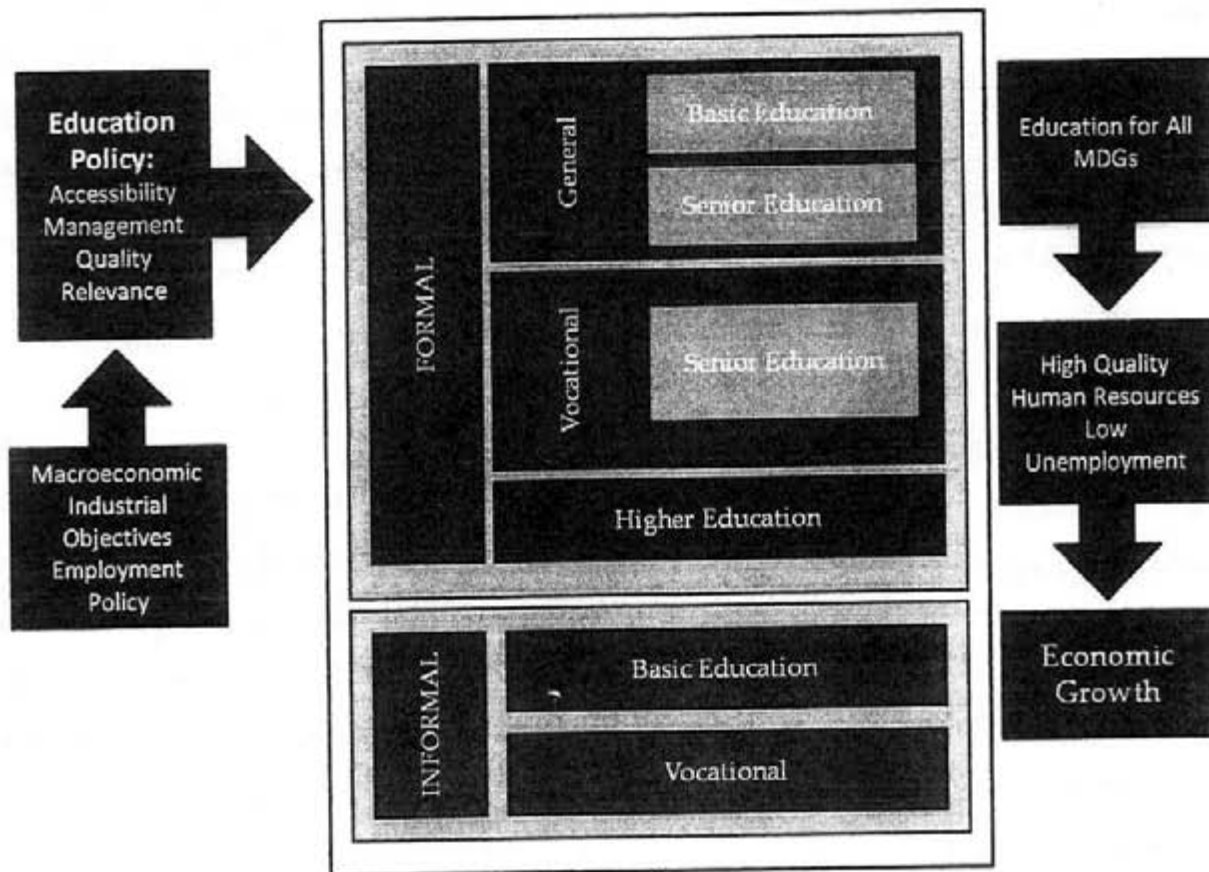 Education
Policy:
Accessibility
Management
Quality
Relevance
Macroeconomic
Industrial
Objectives
Employment
Policy
FORMAL
General
Basic Education
Senior Education
Vocational
Senior Education
Higher Education
INFORMAL
Basic Education
Vocational
Education for All
MDGs
High Quality
Human Resources
Low
Unemployment
Economic
Growth